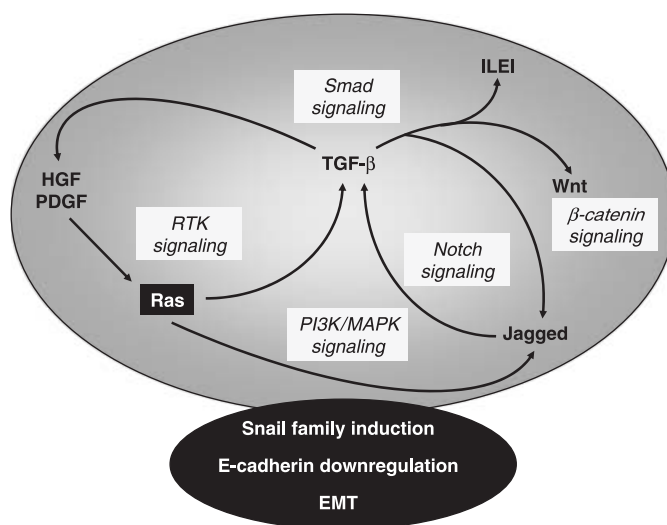 ILEI
Smad
signaling
TGF-β
HGF
PDGF
Wnt
RTK
signaling
β-catenin
signaling
Notch
signaling
Ras
PI3K/MAPK
signaling
Jagged
Snail family induction
E-cadherin downregulation
EMT